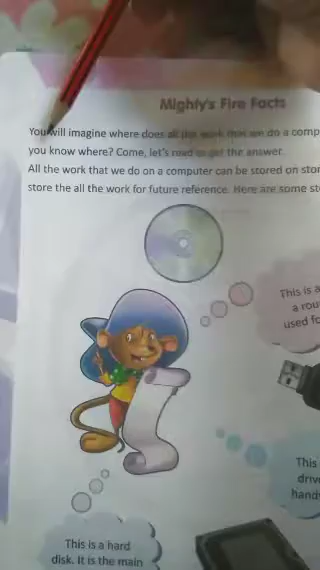 Mighty's Fire Facts
You will imagine where does all the work that we do a comp
you know where? Come, let's read to get the answer.
All the work that we do on a computer can be stored on stor
store the all the work for future reference. Here are some st
This is a
a rou
used fo
This
driv
hand
This is a hard
disk. It is the main